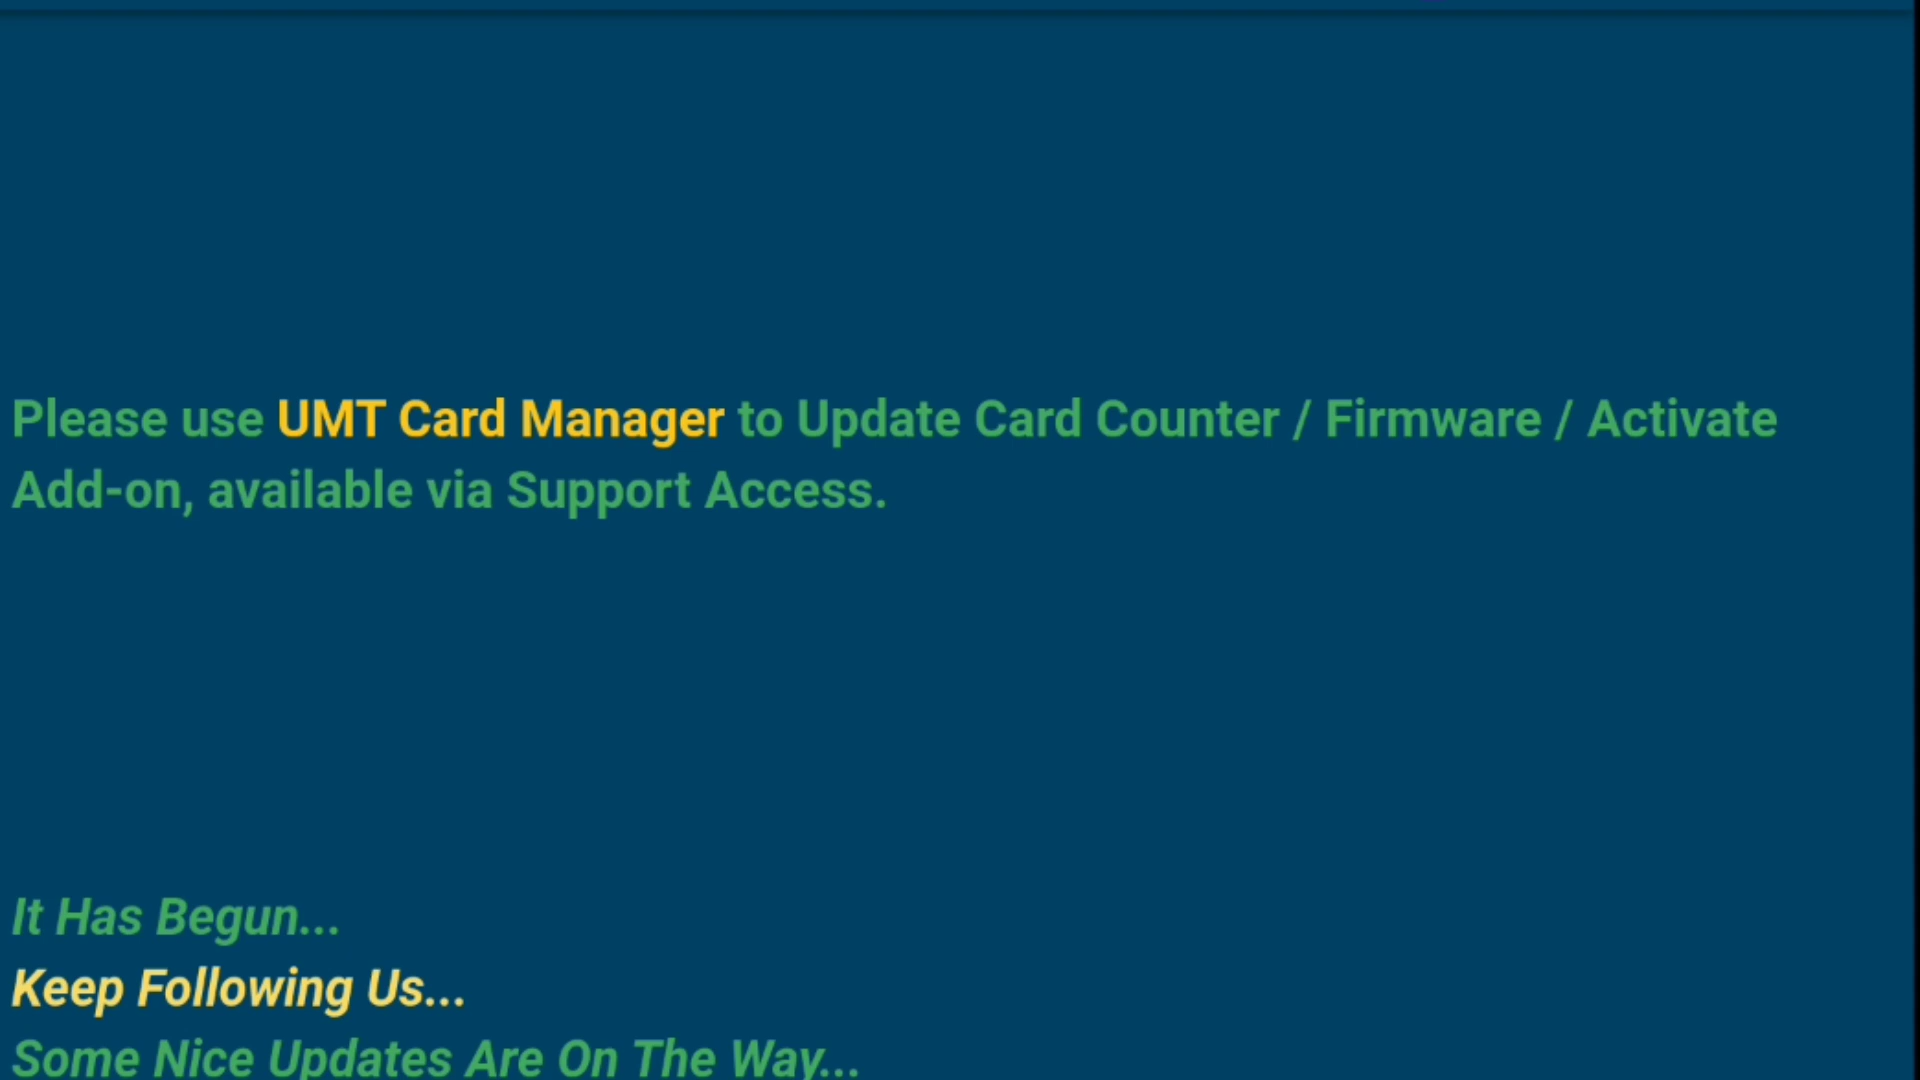 Please use UMT Card Manager to Update Card Counter / Firmware / Activate
Add-on, available via Support Access.
It Has Begun...
Keep Following Us...
Some Nice Updates Are On The Way...